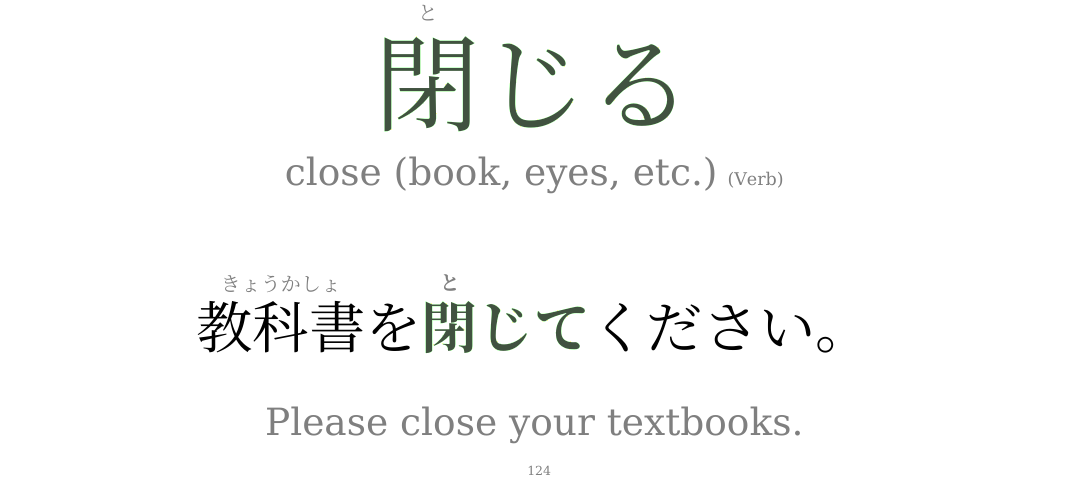 と
閉じる
close (book, eyes, etc.) (Verb)
きょうかしょ と
教科書を閉じてください。
Please close your textbooks.
124